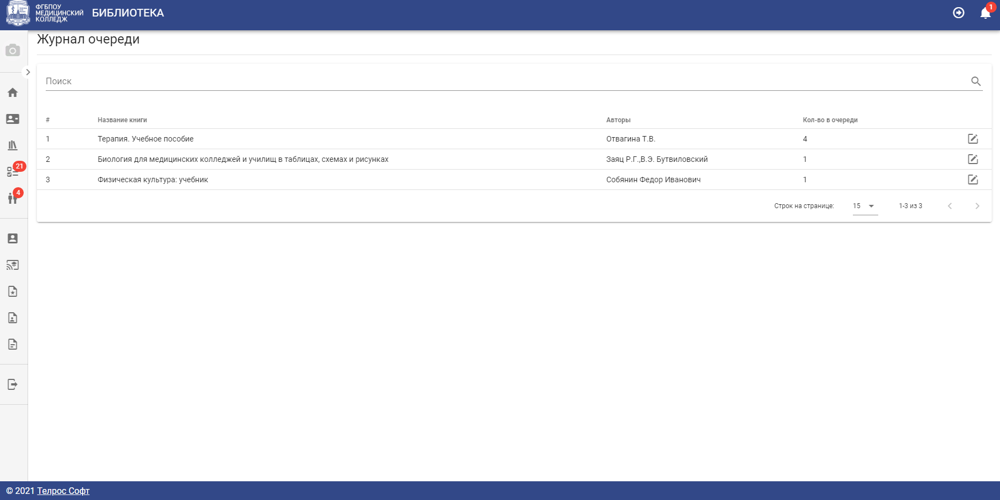 ФГБПОУ
МЕДИЦИНСКИЙ
КОЛЛЕДЖ
БИБЛИОТЕКА
1
Журнал очереди
Поиск
# Название книги Авторы Кол-во в очереди
1 Терапия. Учебное пособие Отвагина Т.В. 4
2 Биология для медицинских колледжей и училищ в таблицах, схемах и рисунках Заяц Р.Г.,В.Э. Бутвиловский 1
3 Физическая культура: учебник Собянин Федор Иванович 1
Строк на странице: 15 1-3 из 3
21
4
© 2021 Телрос Софт